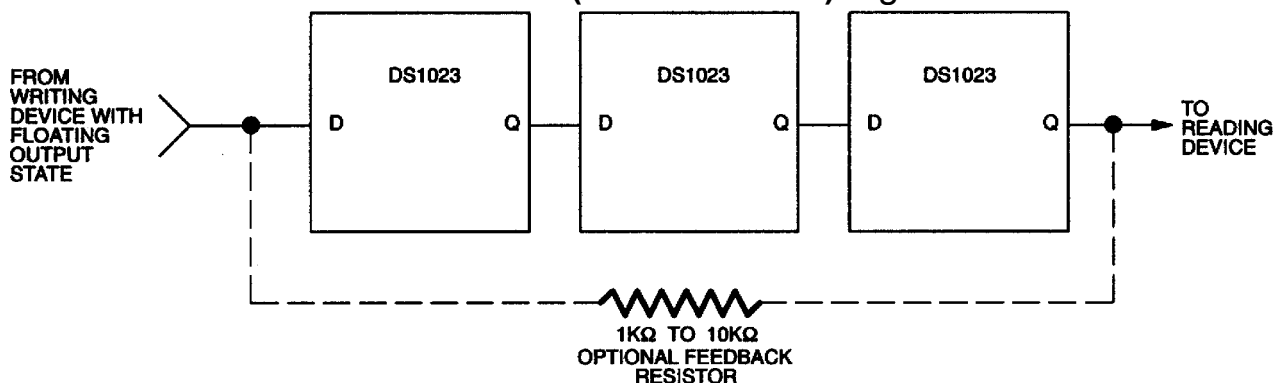 FROM
WRITING
DEVICE WITH
FLOATING
OUTPUT
STATE
DS1023
D
Q
DS1023
D
Q
DS1023
D
Q
TO
READING
DEVICE
1KΩ TO 10KΩ
OPTIONAL FEEDBACK
RESISTOR